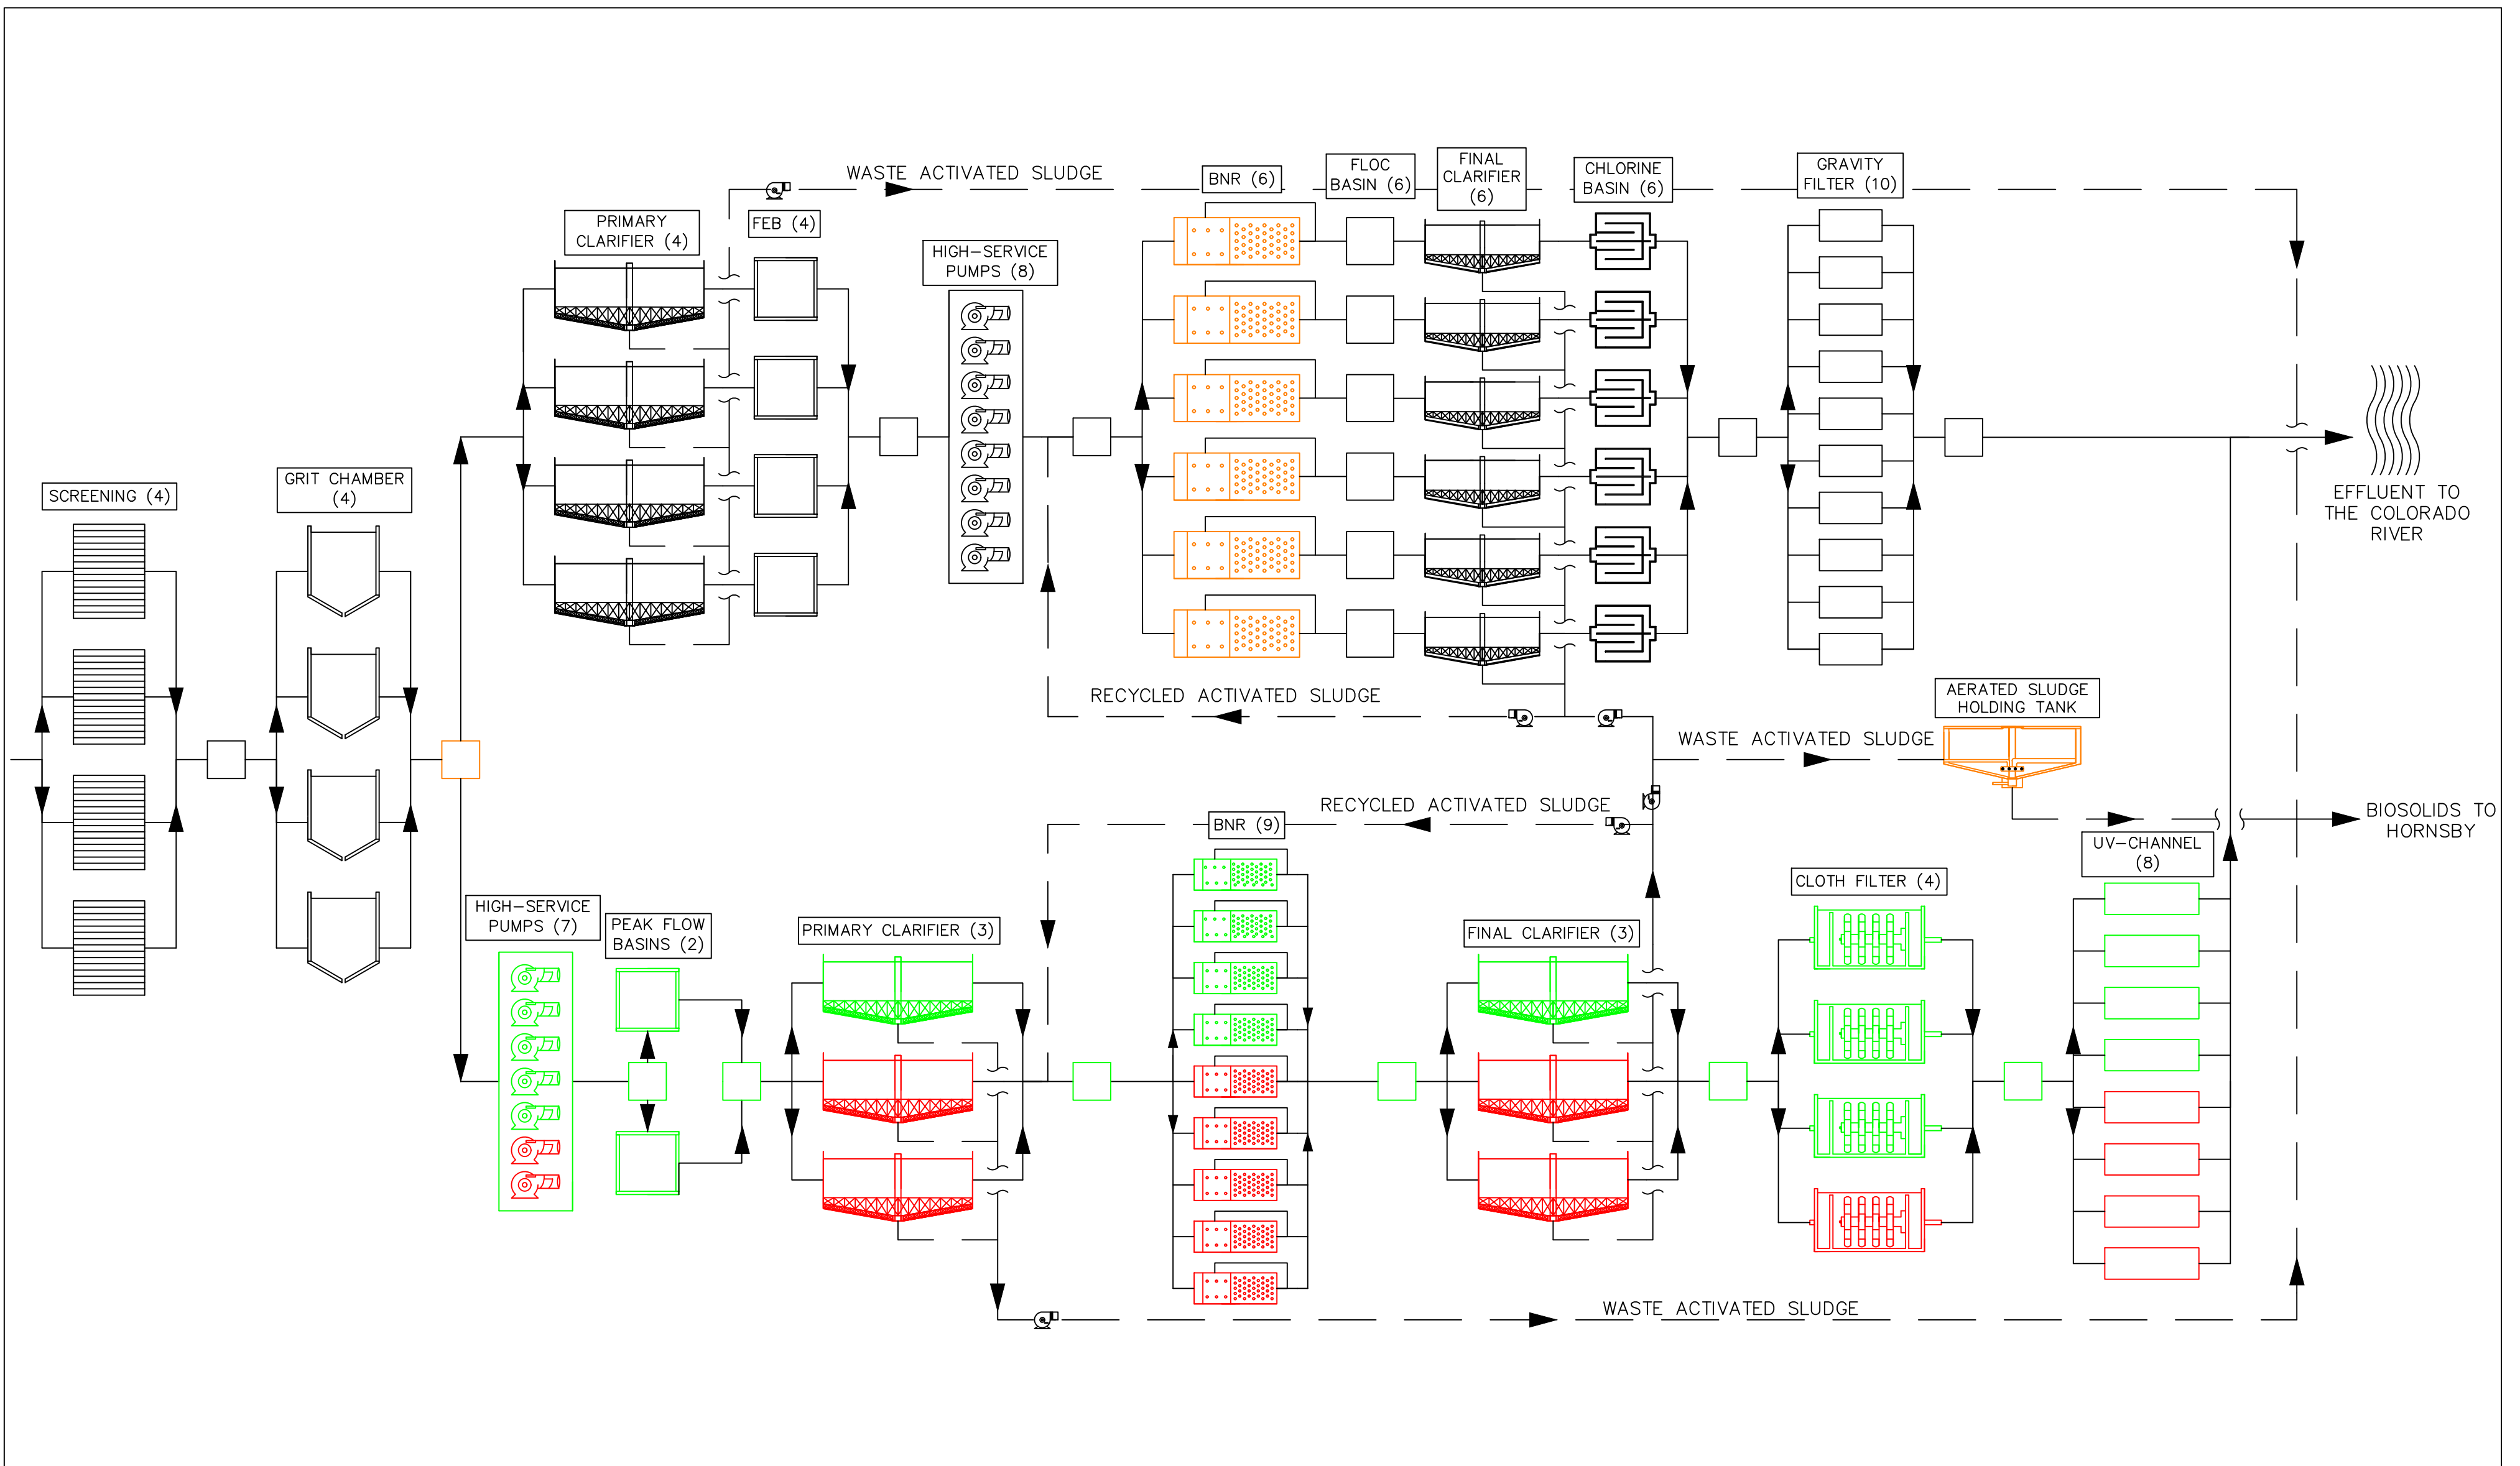 WASTE ACTIVATED SLUDGE
BNR (6)
FLOC
BASIN (6)
FINAL
CLARIFIER
(6)
CHLORINE
BASIN (6)
GRAVITY
FILTER (10)
PRIMARY
CLARIFIER (4)
FEB (4)
HIGH-SERVICE
PUMPS (8)
SCREENING (4)
GRIT CHAMBER
(4)
EFFLUENT TO
THE COLORADO
RIVER
RECYCLED ACTIVATED SLUDGE
AERATED SLUDGE
HOLDING TANK
WASTE ACTIVATED SLUDGE
RECYCLED ACTIVATED SLUDGE
BIOSOLIDS TO
HORNSBY
BNR (9)
UV-CHANNEL
(8)
CLOTH FILTER (4)
HIGH-SERVICE
PUMPS (7)
PEAK FLOW
BASINS (2)
PRIMARY CLARIFIER (3)
FINAL CLARIFIER (3)
WASTE ACTIVATED SLUDGE